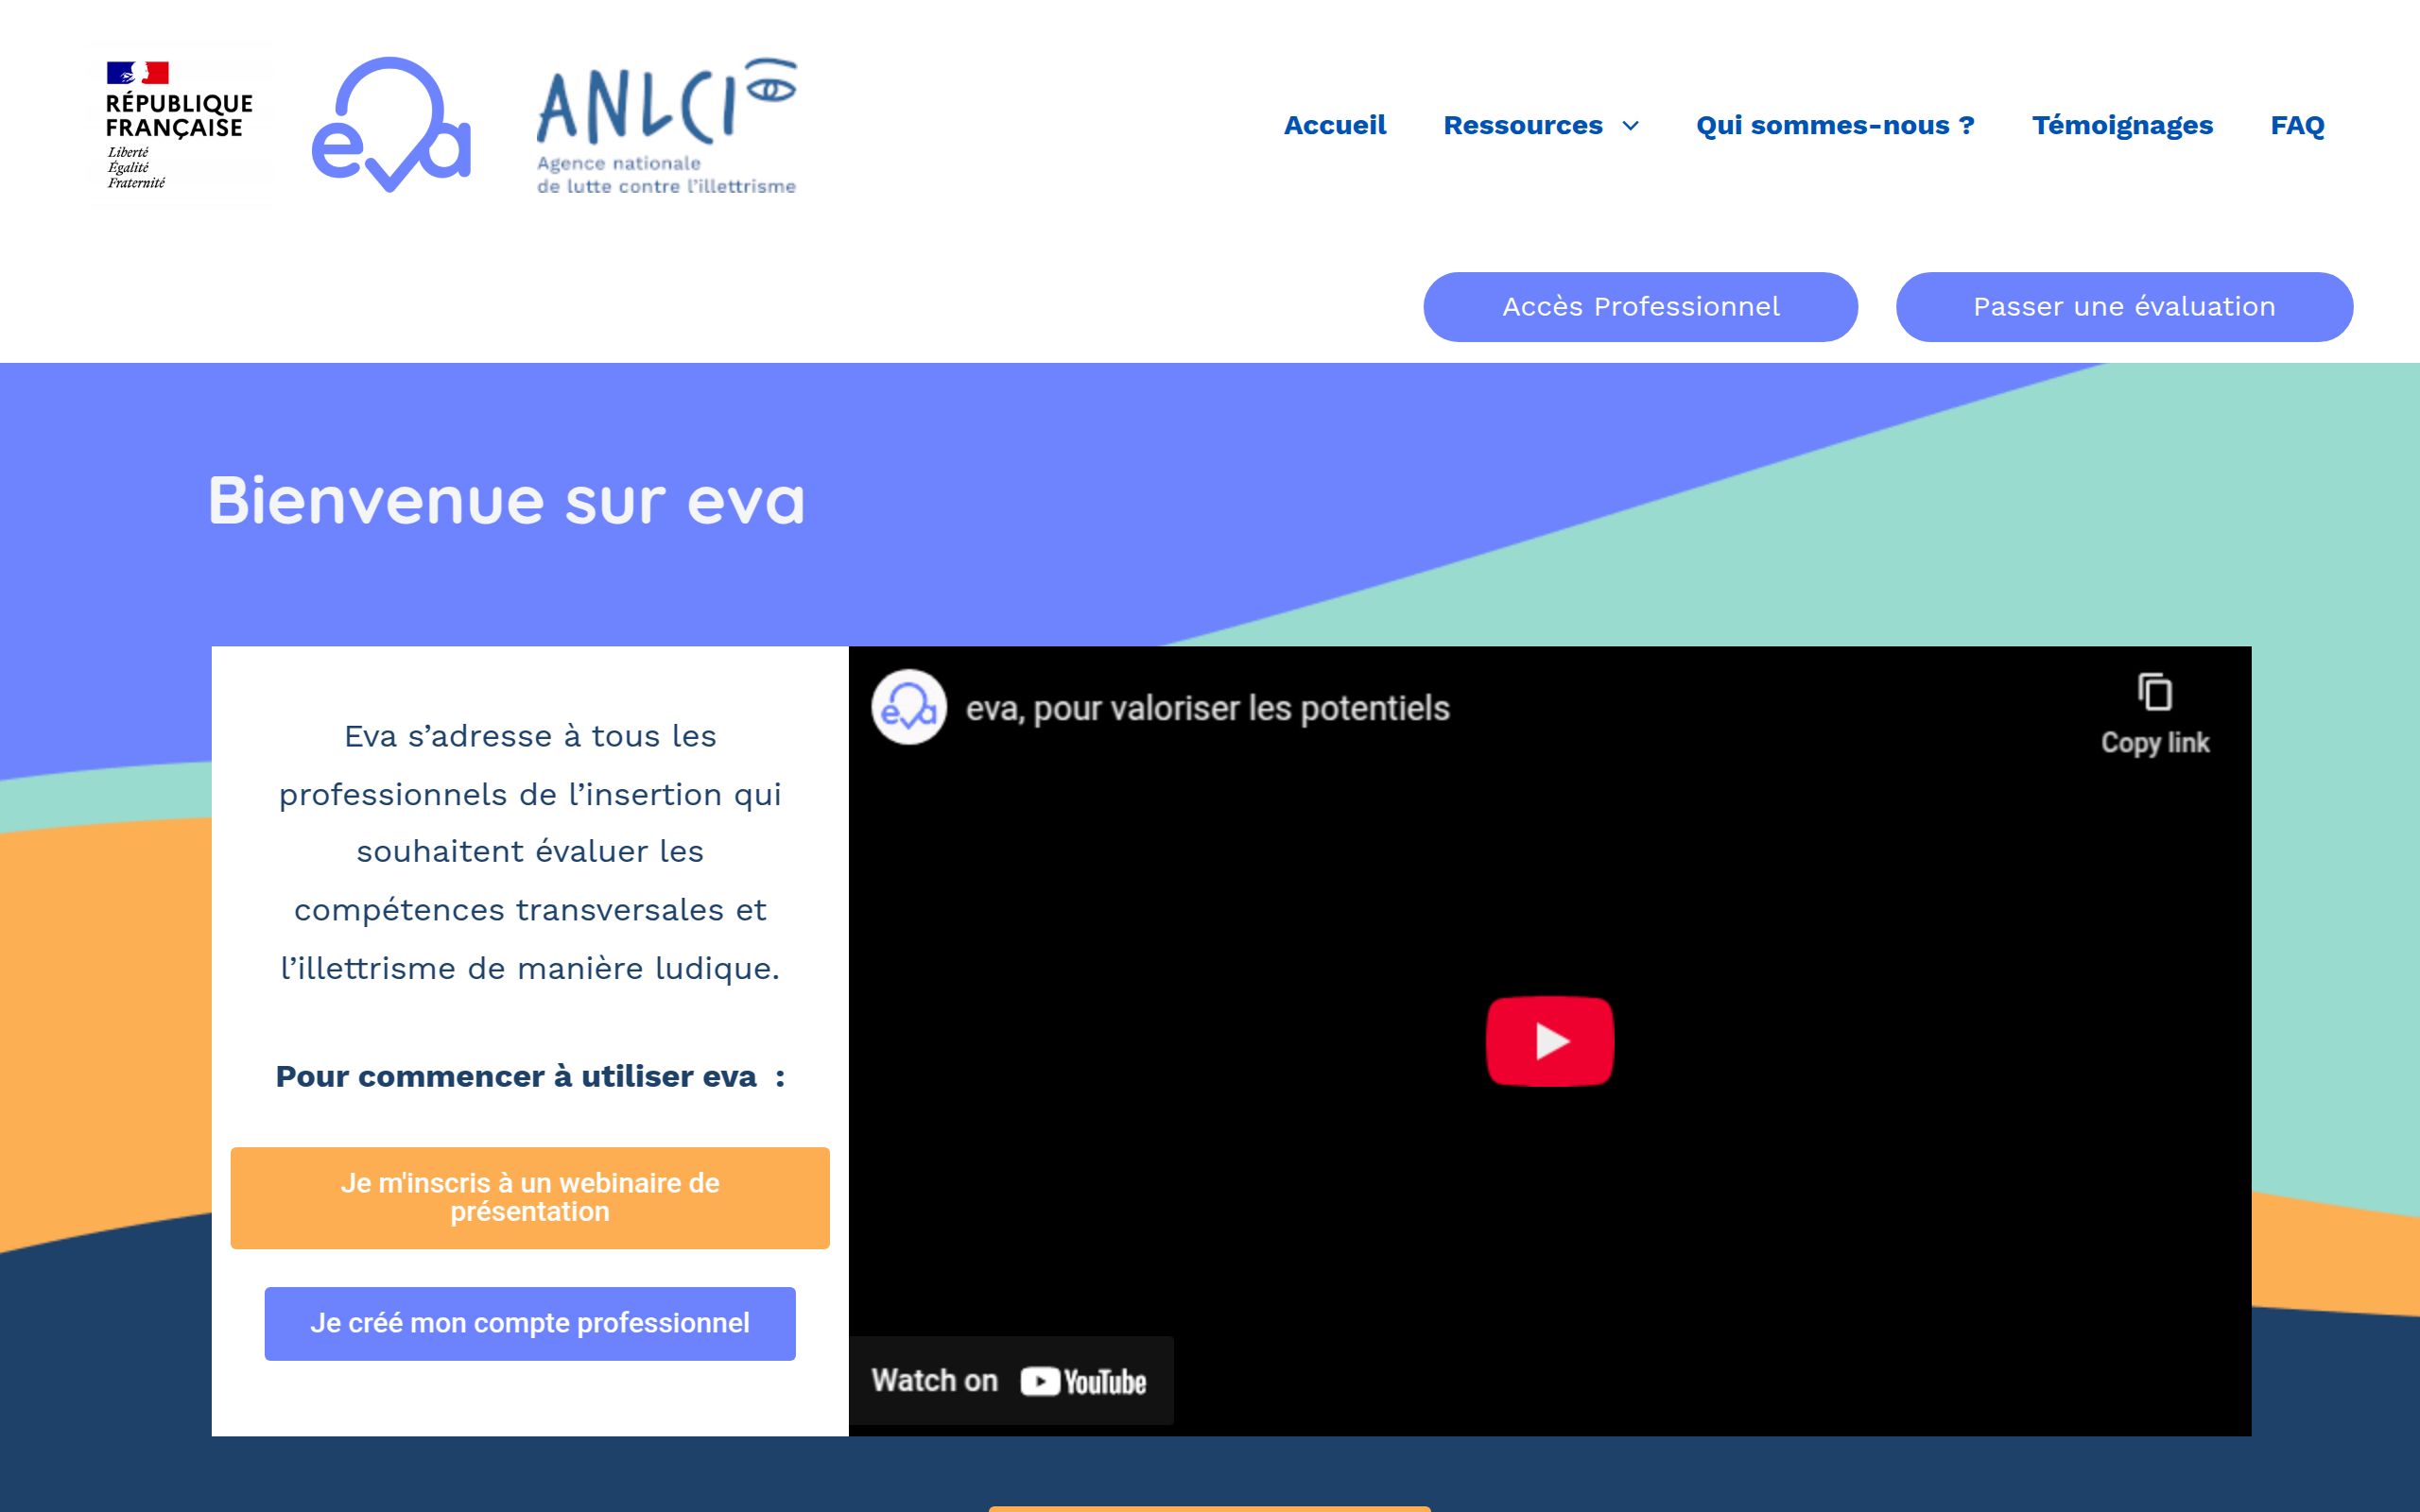 RÉPUBLIQUE
FRANÇAISE
Liberté
Égalité
Fraternité
eva
ANLCI
Agence nationale
de lutte contre l'illettrisme
Accueil
Ressources
Qui sommes-nous ?
Témoignages
FAQ
Accès Professionnel
Passer une évaluation
Bienvenue sur eva
Eva s’adresse à tous les
professionnels de l’insertion qui
souhaitent évaluer les
compétences transversales et
l’illettrisme de manière ludique.
Pour commencer à utiliser eva :
Je m'inscris à un webinaire de
présentation
Je créé mon compte professionnel
eva
eva, pour valoriser les potentiels
Copy link
Watch on YouTube